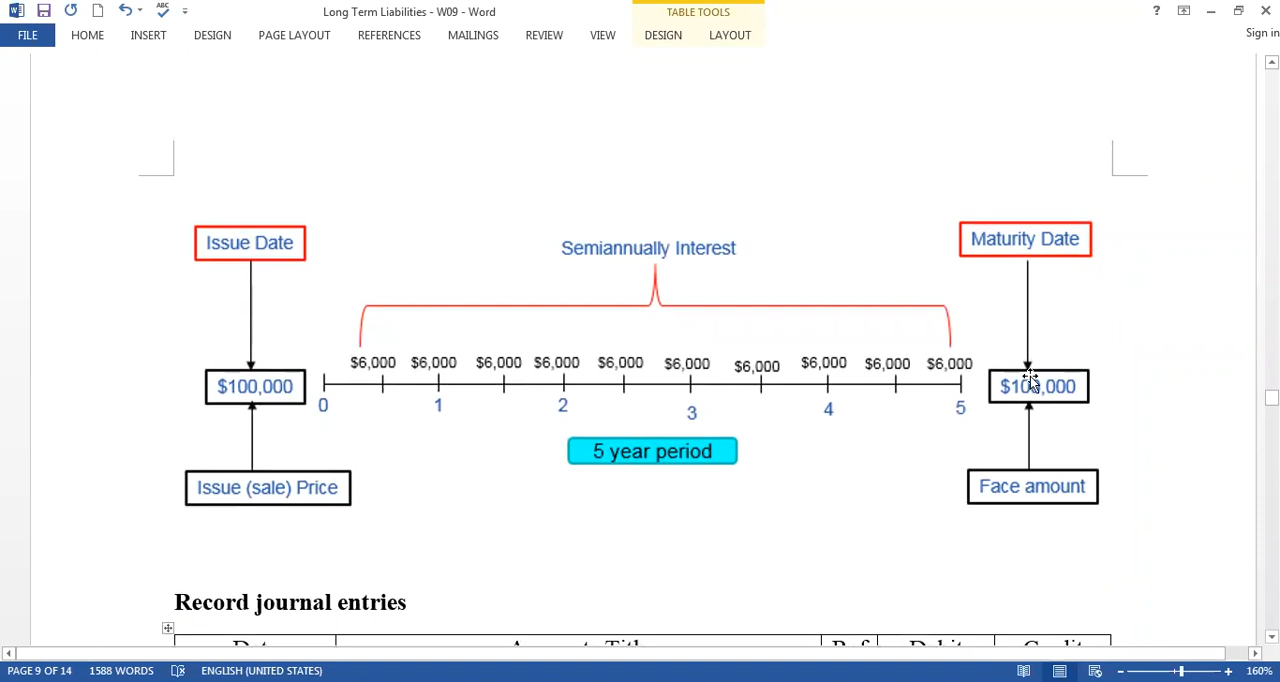 Long Term Liabilities - W09 - Word
TABLE TOOLS
?
FILE HOME INSERT DESIGN PAGE LAYOUT REFERENCES MAILINGS REVIEW VIEW DESIGN LAYOUT Sign in
Issue Date
Semiannually Interest
Maturity Date
$6,000 $6,000 $6,000 $6,000 $6,000 $6,000 $6,000 $6,000 $6,000 $6,000
$100,000
$100,000
0 1 2 3 4 5
5 year period
Issue (sale) Price
Face amount
Record journal entries
PAGE 9 OF 14 1589 WORDS ENGLISH (UNITED STATES) 160%